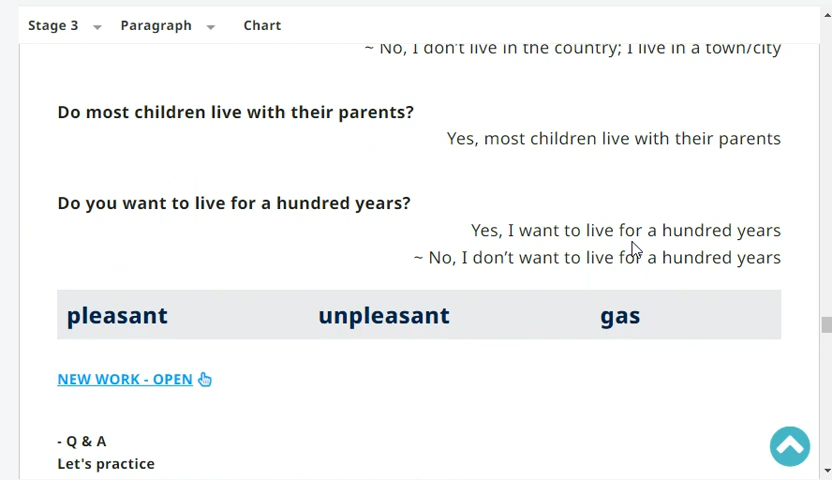 Stage 3 Paragraph Chart
~ No, I don't live in the country; I live in a town/city
Do most children live with their parents?
Yes, most children live with their parents
Do you want to live for a hundred years?
Yes, I want to live for a hundred years
~ No, I don't want to live for a hundred years
pleasant unpleasant gas
NEW WORK - OPEN
- Q & A
Let's practice